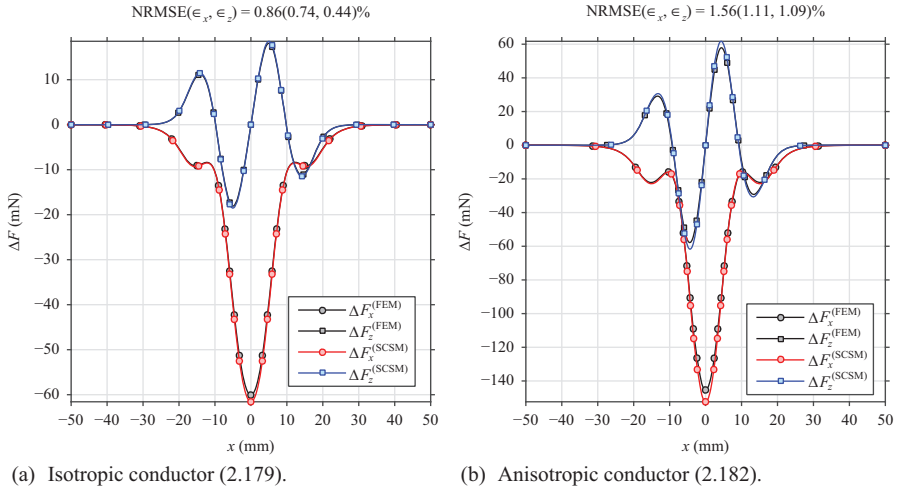 NRMSE(∈x, ∈z) = 0.86(0.74, 0.44)%
10
0
−10
−20
−30
−40
−50
−60
ΔF (mN)
−50 −40 −30 −20 −10 0 10 20 30 40 50
x (mm)
ΔFx(FEM)
ΔFz(FEM)
ΔFx(SCSM)
ΔFz(SCSM)
(a) Isotropic conductor (2.179).
NRMSE(∈x, ∈z) = 1.56(1.11, 1.09)%
60
40
20
0
−20
−40
−60
−80
−100
−120
−140
ΔF (mN)
−50 −40 −30 −20 −10 0 10 20 30 40 50
x (mm)
ΔFx(FEM)
ΔFz(FEM)
ΔFx(SCSM)
ΔFz(SCSM)
(b) Anisotropic conductor (2.182).